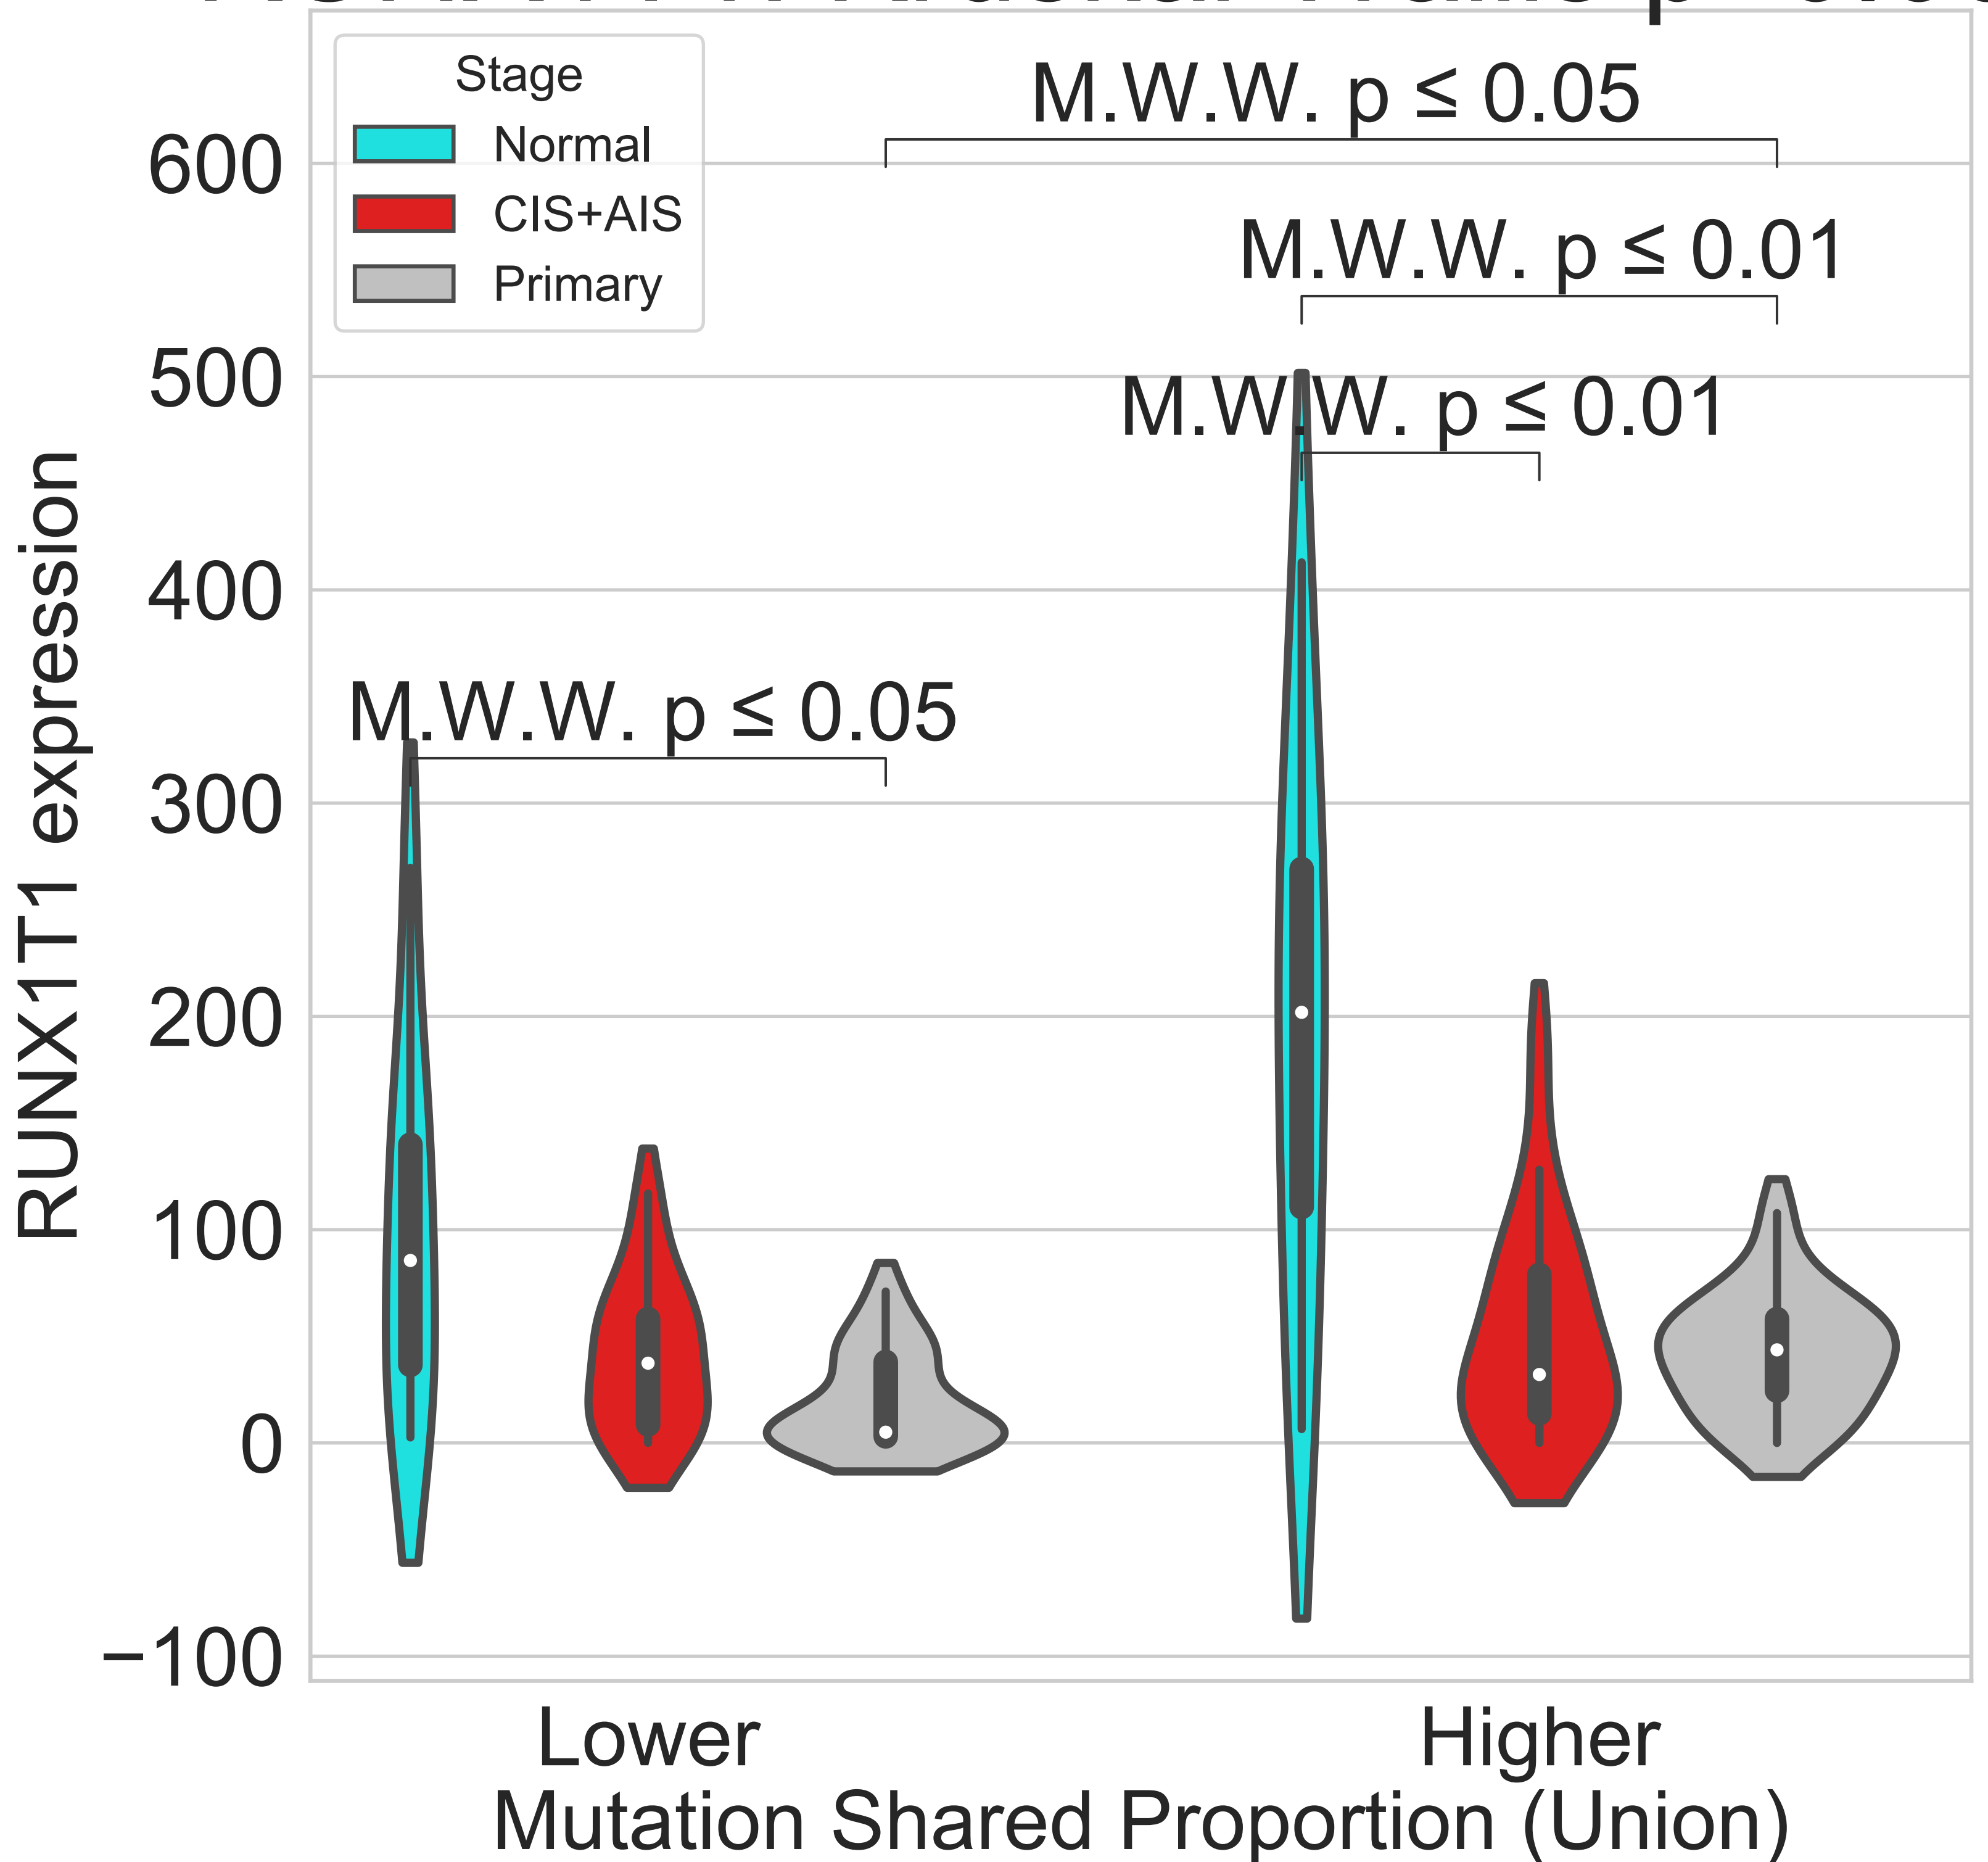 Stage
Normal
CIS+AIS
Primary
M.W.W. p ≤ 0.05
M.W.W. p ≤ 0.01
M.W.W. p ≤ 0.01
M.W.W. p ≤ 0.05
600
500
400
300
200
100
0
−100
RUNX1T1 expression
Lower
Higher
Mutation Shared Proportion (Union)